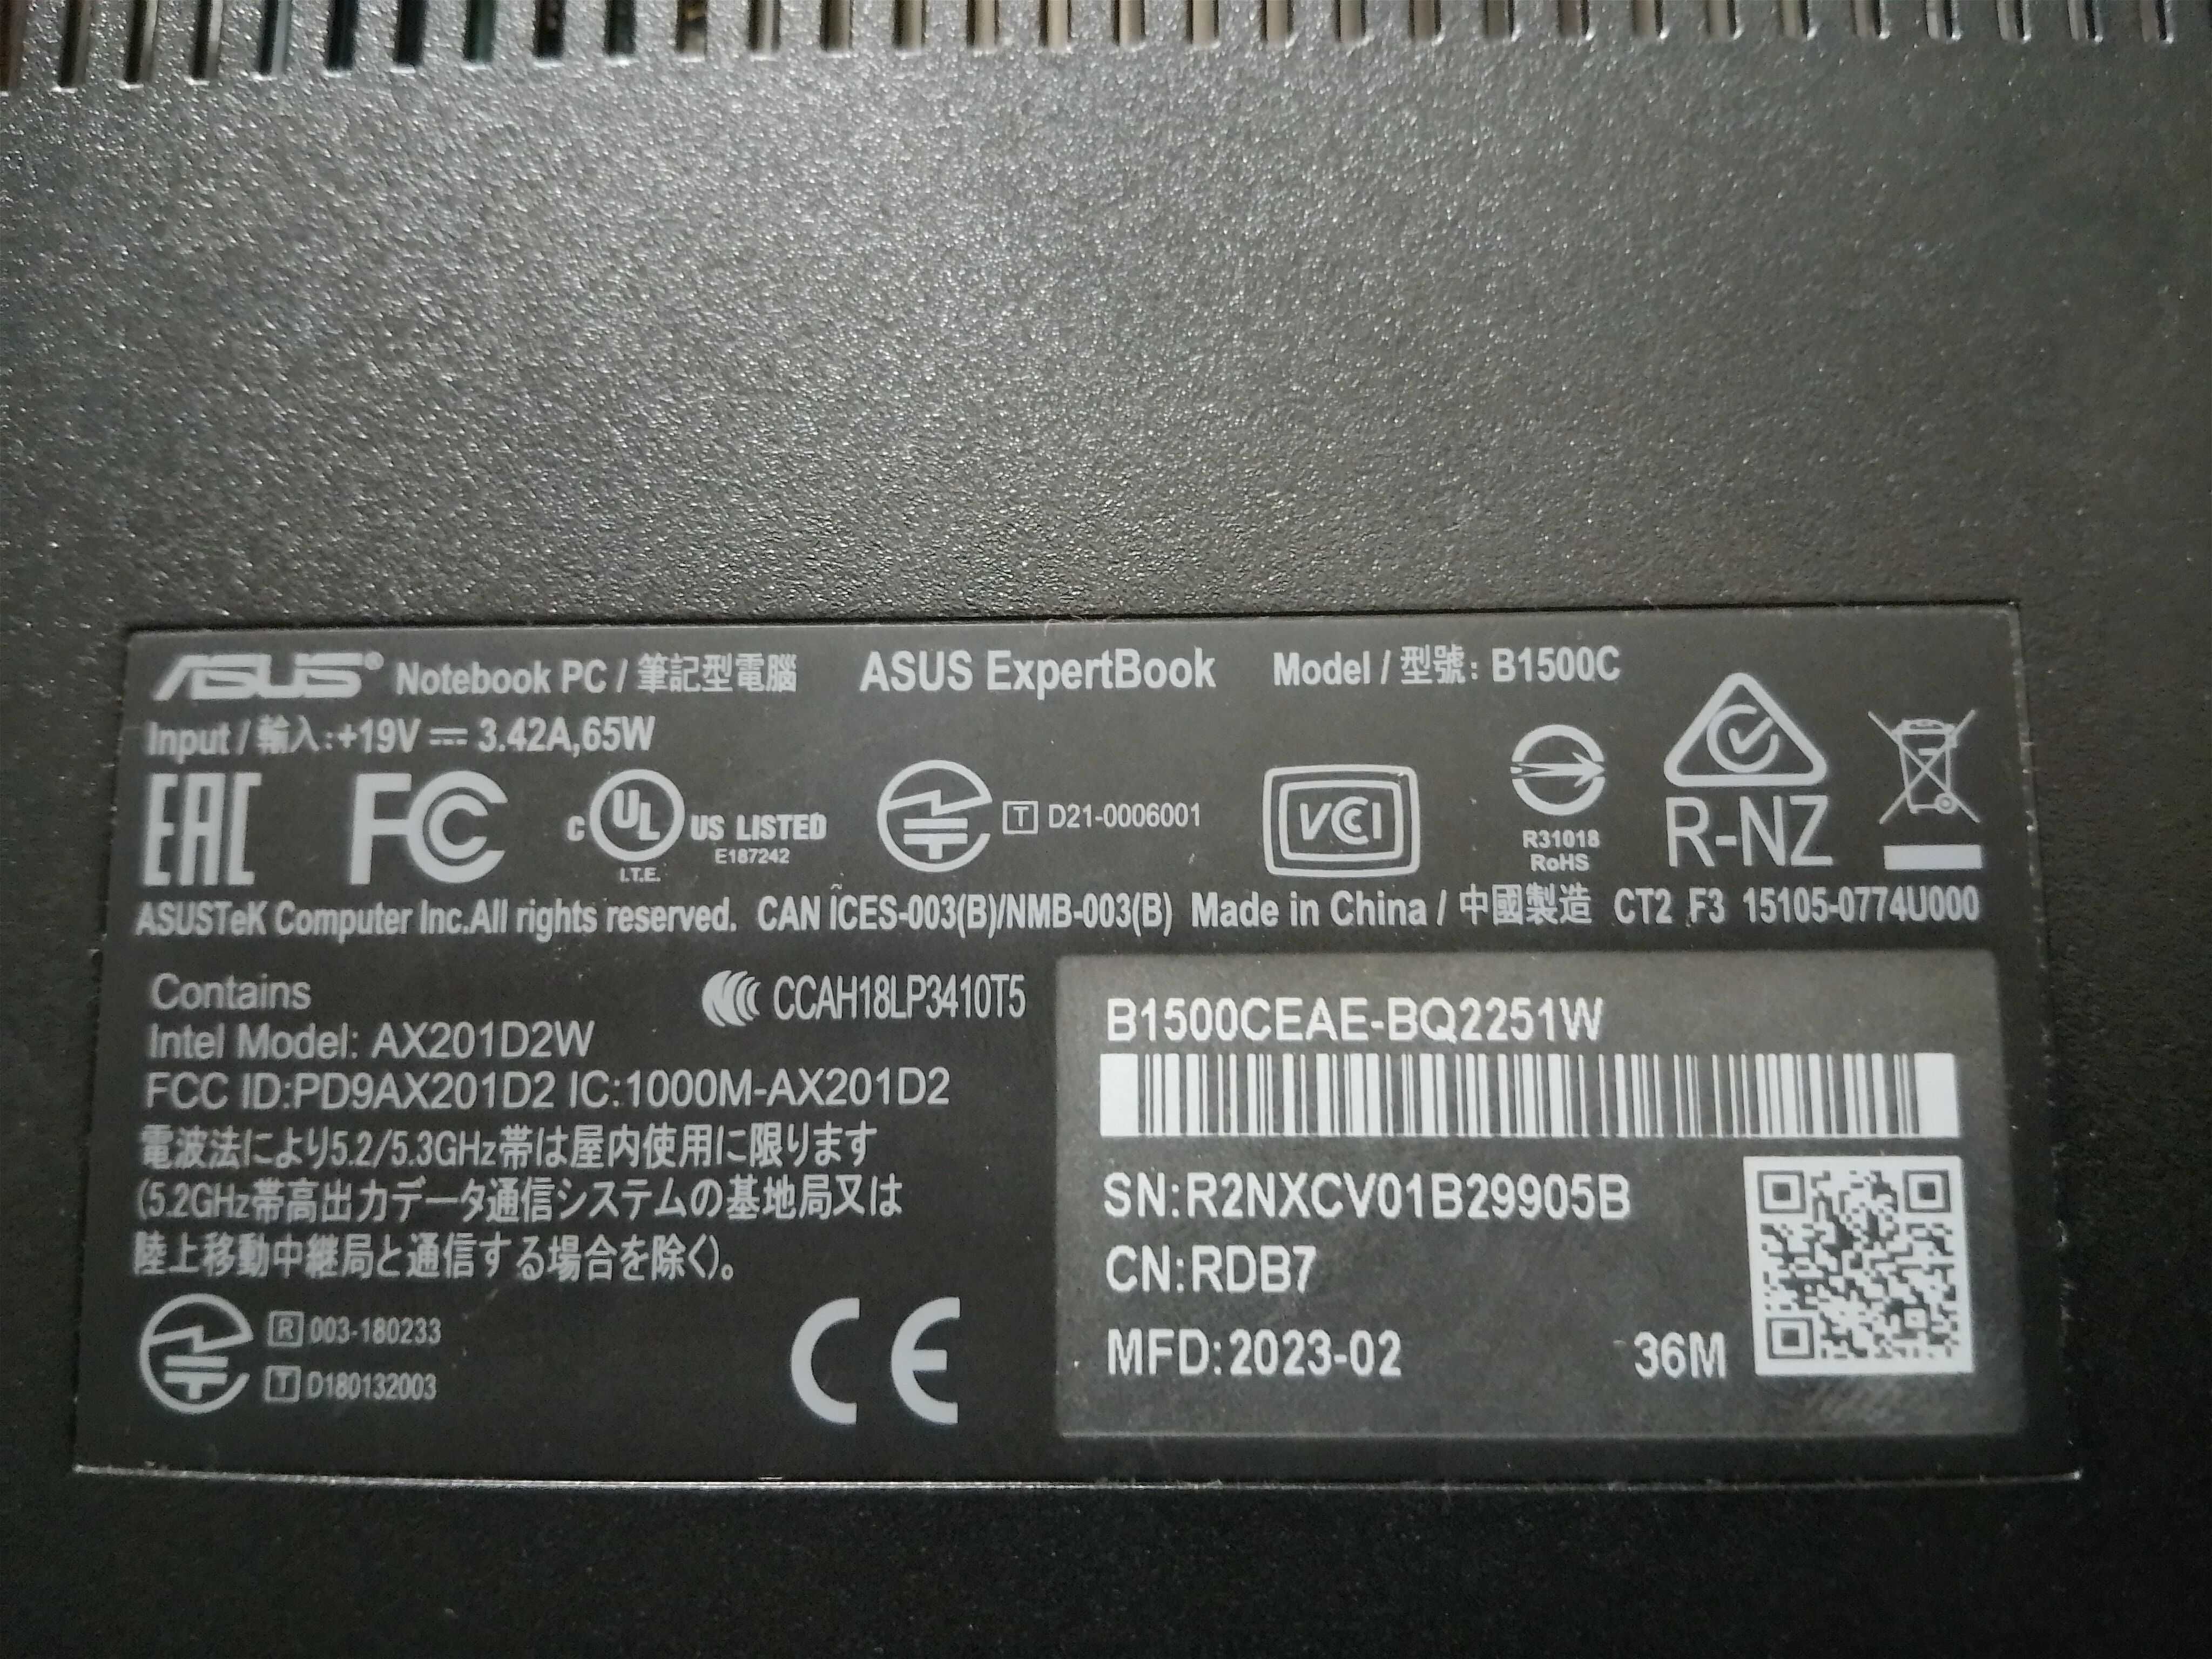 ASUS® Notebook PC / 筆記型電腦 ASUS ExpertBook Model / 型號: B1500C
Input / 輸入:+19V ⎓ 3.42A,65W
EAC FC c UL US LISTED I.T.E. E187242 T D21-0006001 VCCI R31018 RoHS R-NZ
ASUSTeK Computer Inc.All rights reserved. CAN ICES-003(B)/NMB-003(B) Made in China / 中國製造 CT2 F3 15105-0774U000
Contains
CCAH18LP3410T5
Intel Model: AX201D2W
FCC ID:PD9AX201D2 IC:1000M-AX201D2
電波法により5.2/5.3GHz帯は屋内使用に限ります
(5.2GHz帯高出力データ通信システムの基地局又は
陸上移動中継局と通信する場合を除く)。
R 003-180233
T D180132003
CE
B1500CEAE-BQ2251W
SN:R2NXCV01B29905B
CN:RDB7
MFD:2023-02 36M